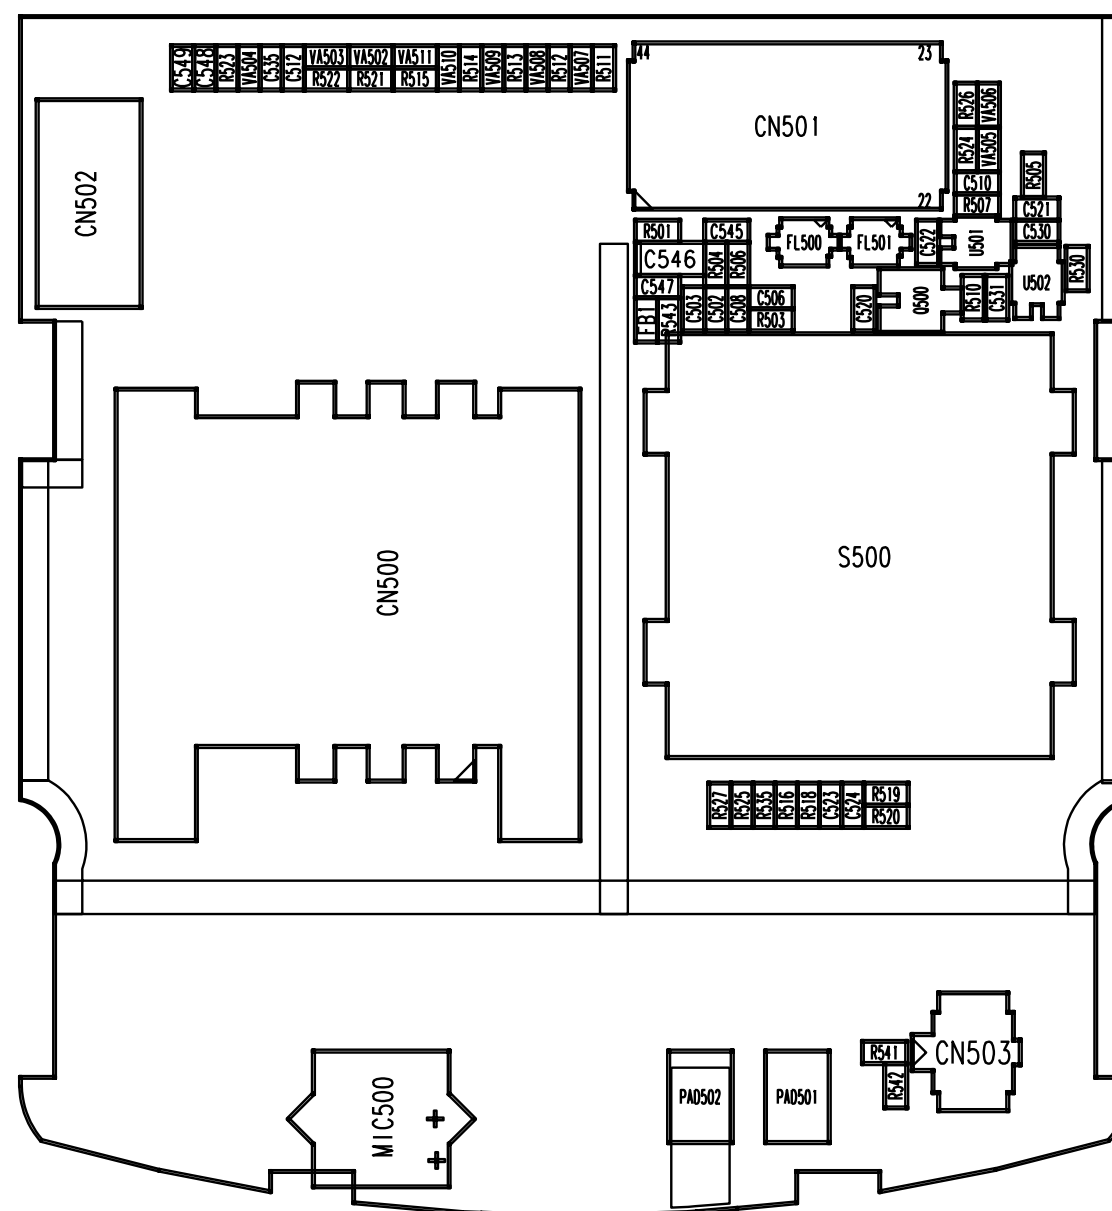 C549
C548
R523
VA504
C535
C512
VA503
VA502
VA511
R522
R521
R515
VA510
R514
VA509
R513
VA508
R512
VA507
R511
44
23
CN501
22
CN502
R526
VA506
R524
VA505
C510
R507
R505
C521
C530
R501
C545
C546
R504
R506
C547
FB1
R543
C503
C502
C508
C506
R503
FL500
FL501
C522
U501
C520
Q500
R510
C531
U502
R530
CN500
S500
R527
R525
R535
R516
R518
C523
C524
R519
R520
MIC500
+
+
PAD502
PAD501
R541
R542
CN503